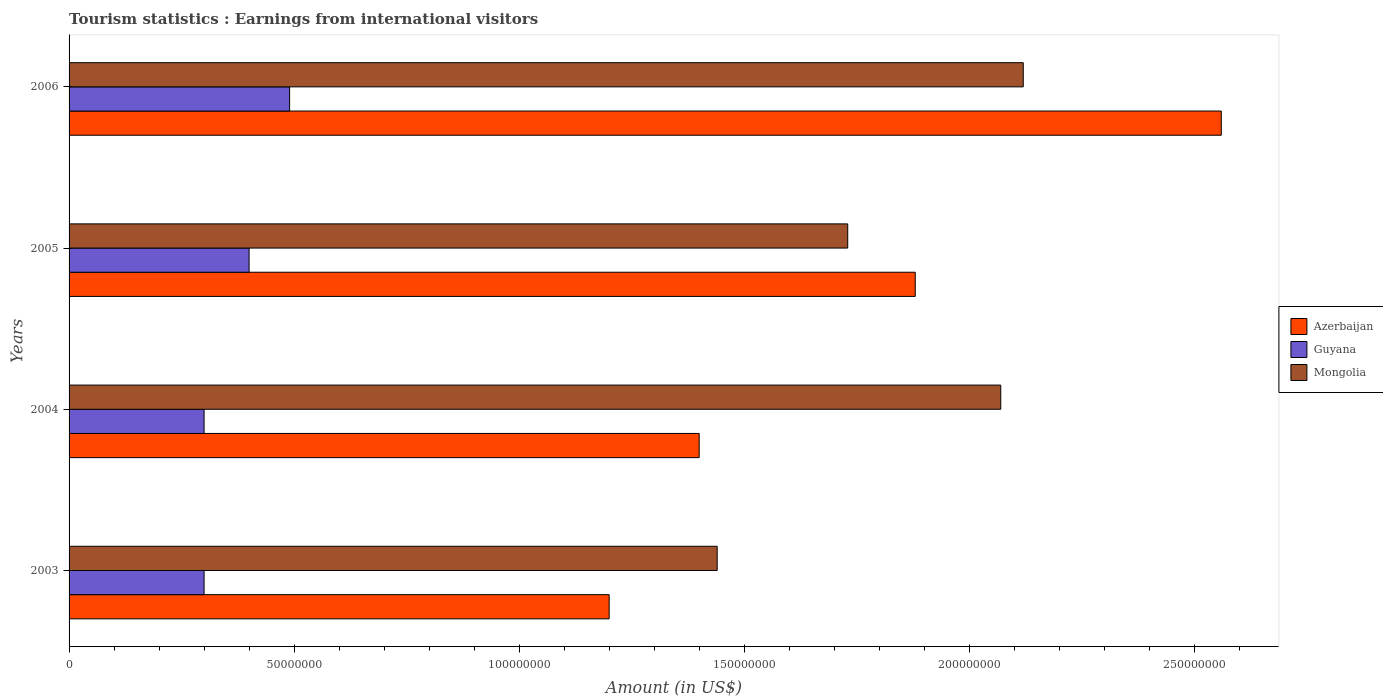 Tourism statistics : Earnings from international visitors
2006
2005
2004
2003
Years
0
50000000
100000000
150000000
200000000
250000000
Amount (in US$)
Azerbaijan
Guyana
Mongolia